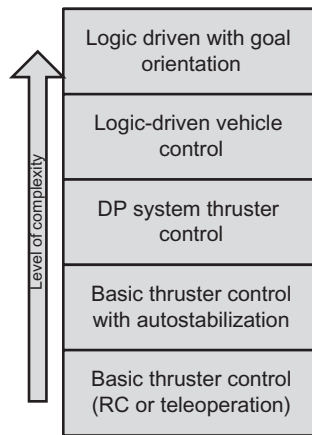 Logic driven with goal
orientation
Logic-driven vehicle
control
DP system thruster
control
Basic thruster control
with autostabilization
Basic thruster control
(RC or teleoperation)
Level of complexity